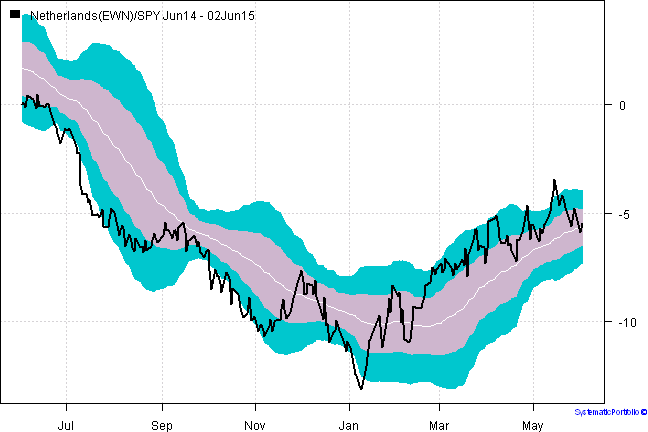 Netherlands(EWN)/SPY Jun14 - 02Jun15
0
-5
-10
Jul Sep Nov Jan Mar May
SystematicPortfolio ©